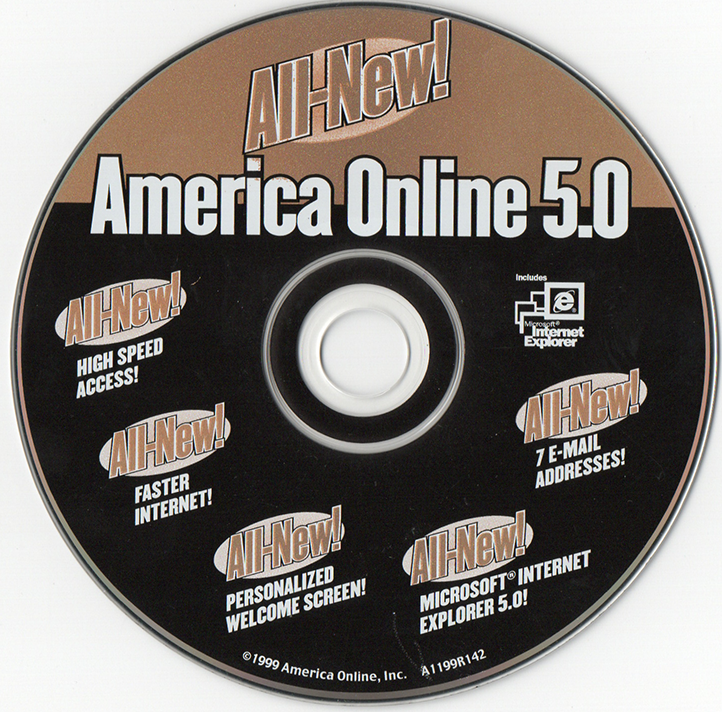 All-New!
America Online 5.0
All-New!
HIGH SPEED
ACCESS!
Includes
Microsoft®
Internet
Explorer
All-New!
FASTER
INTERNET!
All-New!
7 E-MAIL
ADDRESSES!
All-New!
PERSONALIZED
WELCOME SCREEN!
All-New!
MICROSOFT® INTERNET
EXPLORER 5.0!
©1999 America Online, Inc. A1199R142